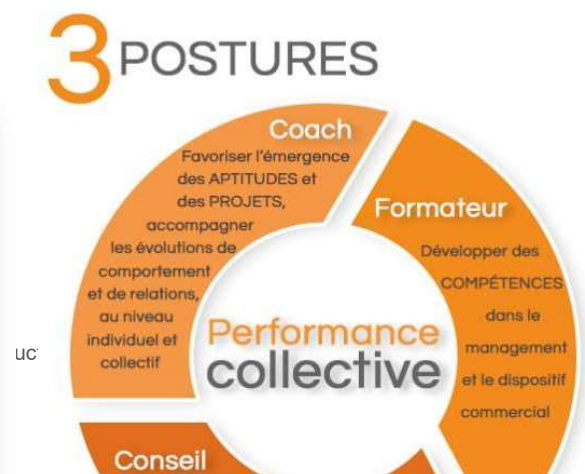 3 POSTURES
Coach
Favoriser l'émergence
des APTITUDES et
des PROJETS,
accompagner
les évolutions de
comportement
et de relations,
au niveau
individuel et
collectif
Formateur
Développer des
COMPÉTENCES
dans le
management
et le dispositif
commercial
Performance
collective
uc
Conseil